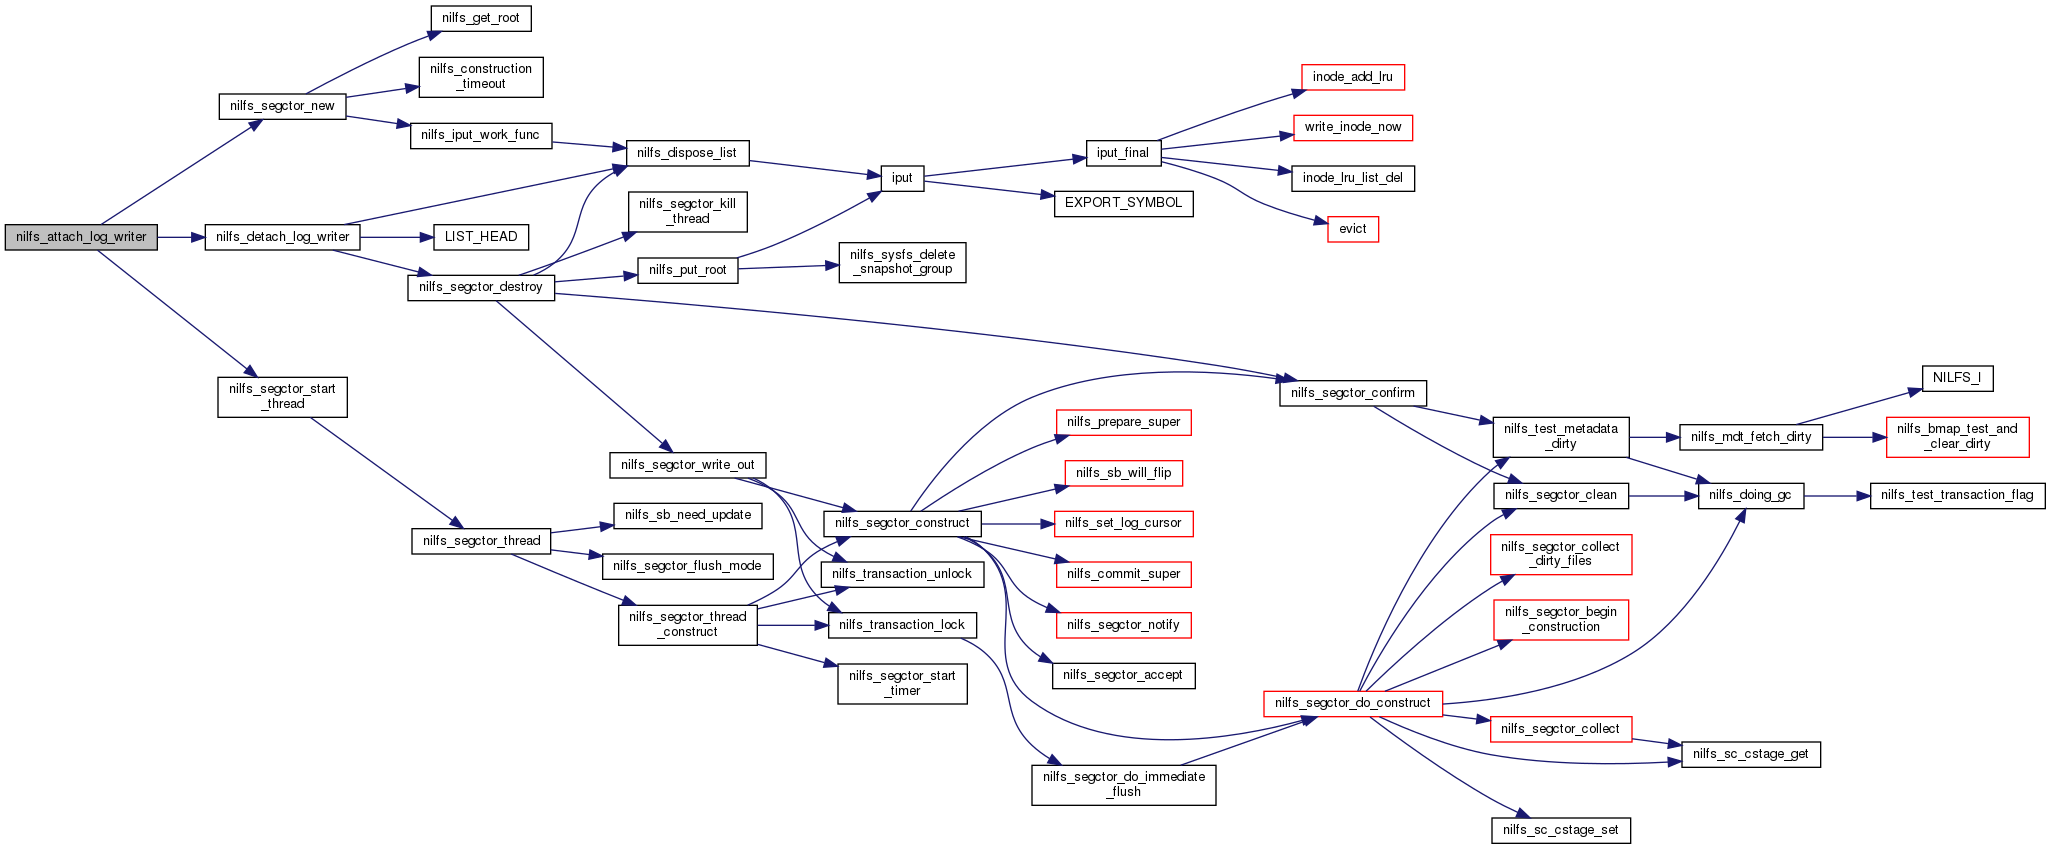 nilfs_get_root
nilfs_construction
_timeout
nilfs_segctor_new
nilfs_iput_work_func
nilfs_dispose_list
iput
iput_final
inode_add_lru
write_inode_now
inode_lru_list_del
evict
EXPORT_SYMBOL
nilfs_segctor_kill
_thread
nilfs_attach_log_writer
nilfs_detach_log_writer
LIST_HEAD
nilfs_put_root
nilfs_sysfs_delete
_snapshot_group
nilfs_segctor_destroy
nilfs_segctor_start
_thread
nilfs_segctor_confirm
NILFS_I
nilfs_prepare_super
nilfs_test_metadata
_dirty
nilfs_mdt_fetch_dirty
nilfs_bmap_test_and
_clear_dirty
nilfs_segctor_write_out
nilfs_sb_will_flip
nilfs_segctor_clean
nilfs_doing_gc
nilfs_test_transaction_flag
nilfs_sb_need_update
nilfs_segctor_construct
nilfs_set_log_cursor
nilfs_segctor_thread
nilfs_segctor_flush_mode
nilfs_transaction_unlock
nilfs_commit_super
nilfs_segctor_collect
_dirty_files
nilfs_segctor_thread
_construct
nilfs_transaction_lock
nilfs_segctor_notify
nilfs_segctor_begin
_construction
nilfs_segctor_start
_timer
nilfs_segctor_accept
nilfs_segctor_do_construct
nilfs_segctor_collect
nilfs_sc_cstage_get
nilfs_segctor_do_immediate
_flush
nilfs_sc_cstage_set